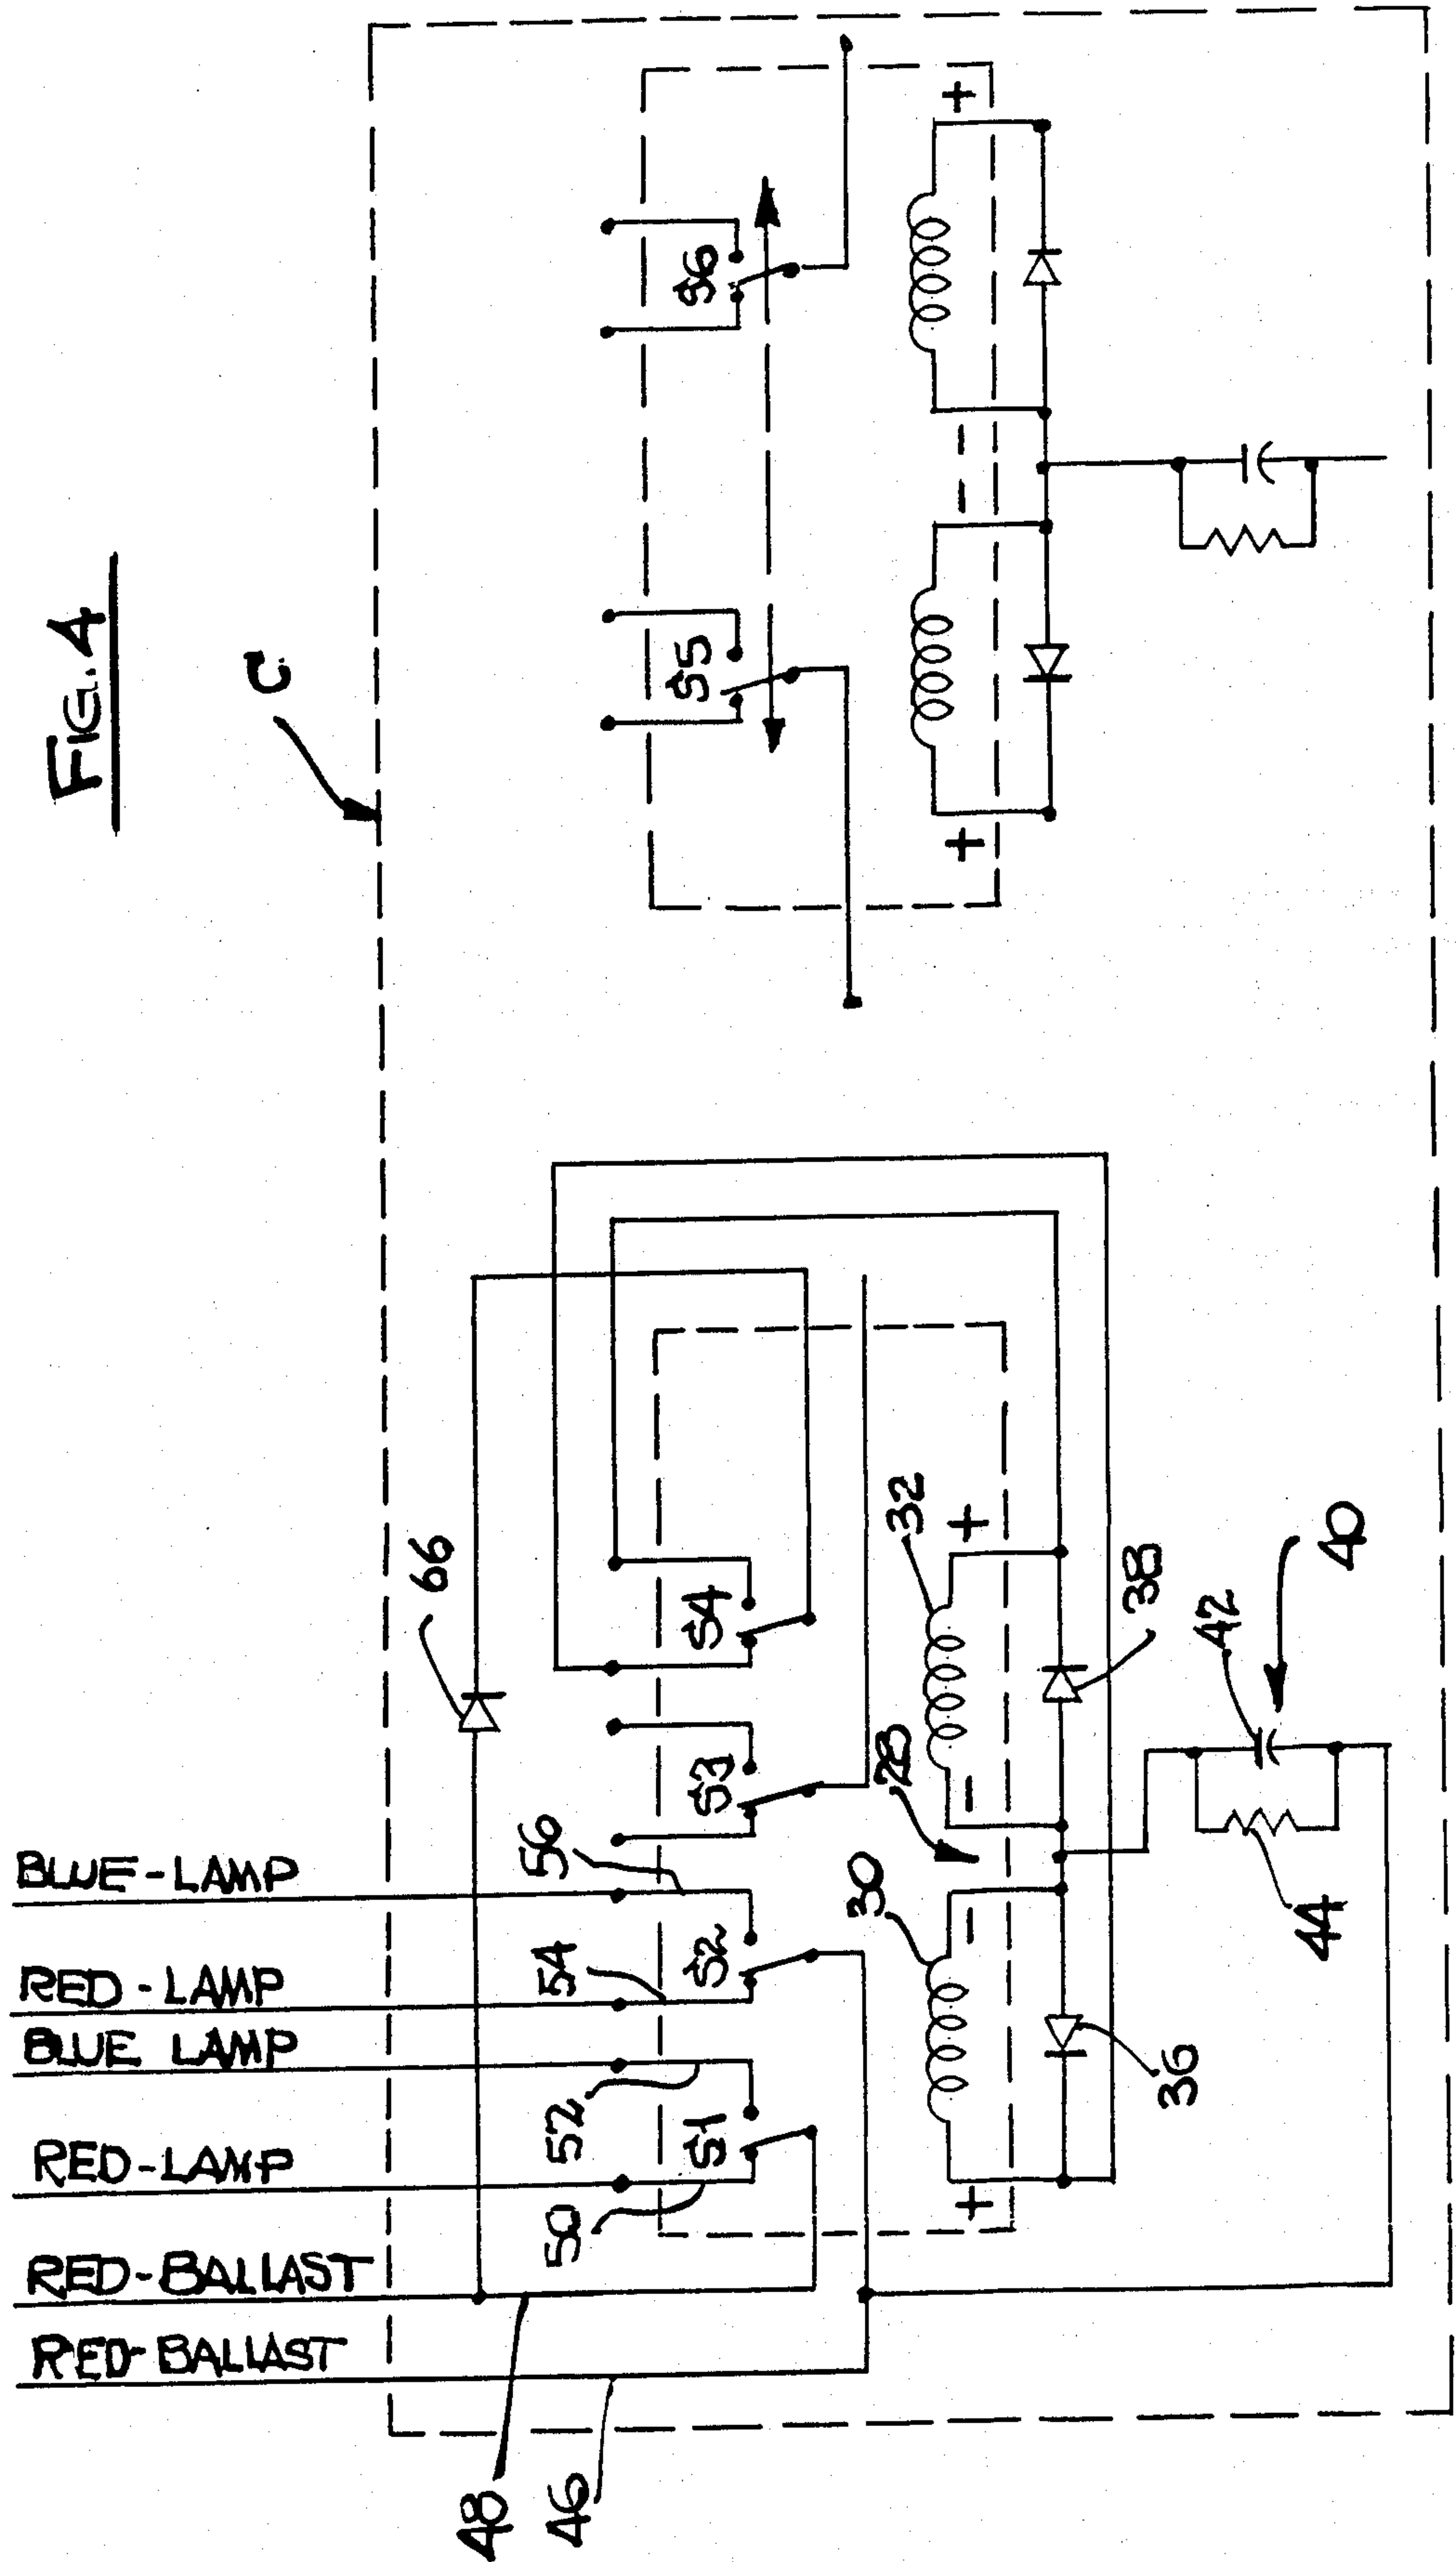 FIG. 4
C
BLUE-LAMP
RED-LAMP
BLUE LAMP
RED-LAMP
RED-BALLAST
RED-BALLAST
48
46
66
56
54
52
50
S1
S2
S3
S4
S5
S6
28
30
32
36
38
40
42
44
+
-
-
+
+
-
-
+